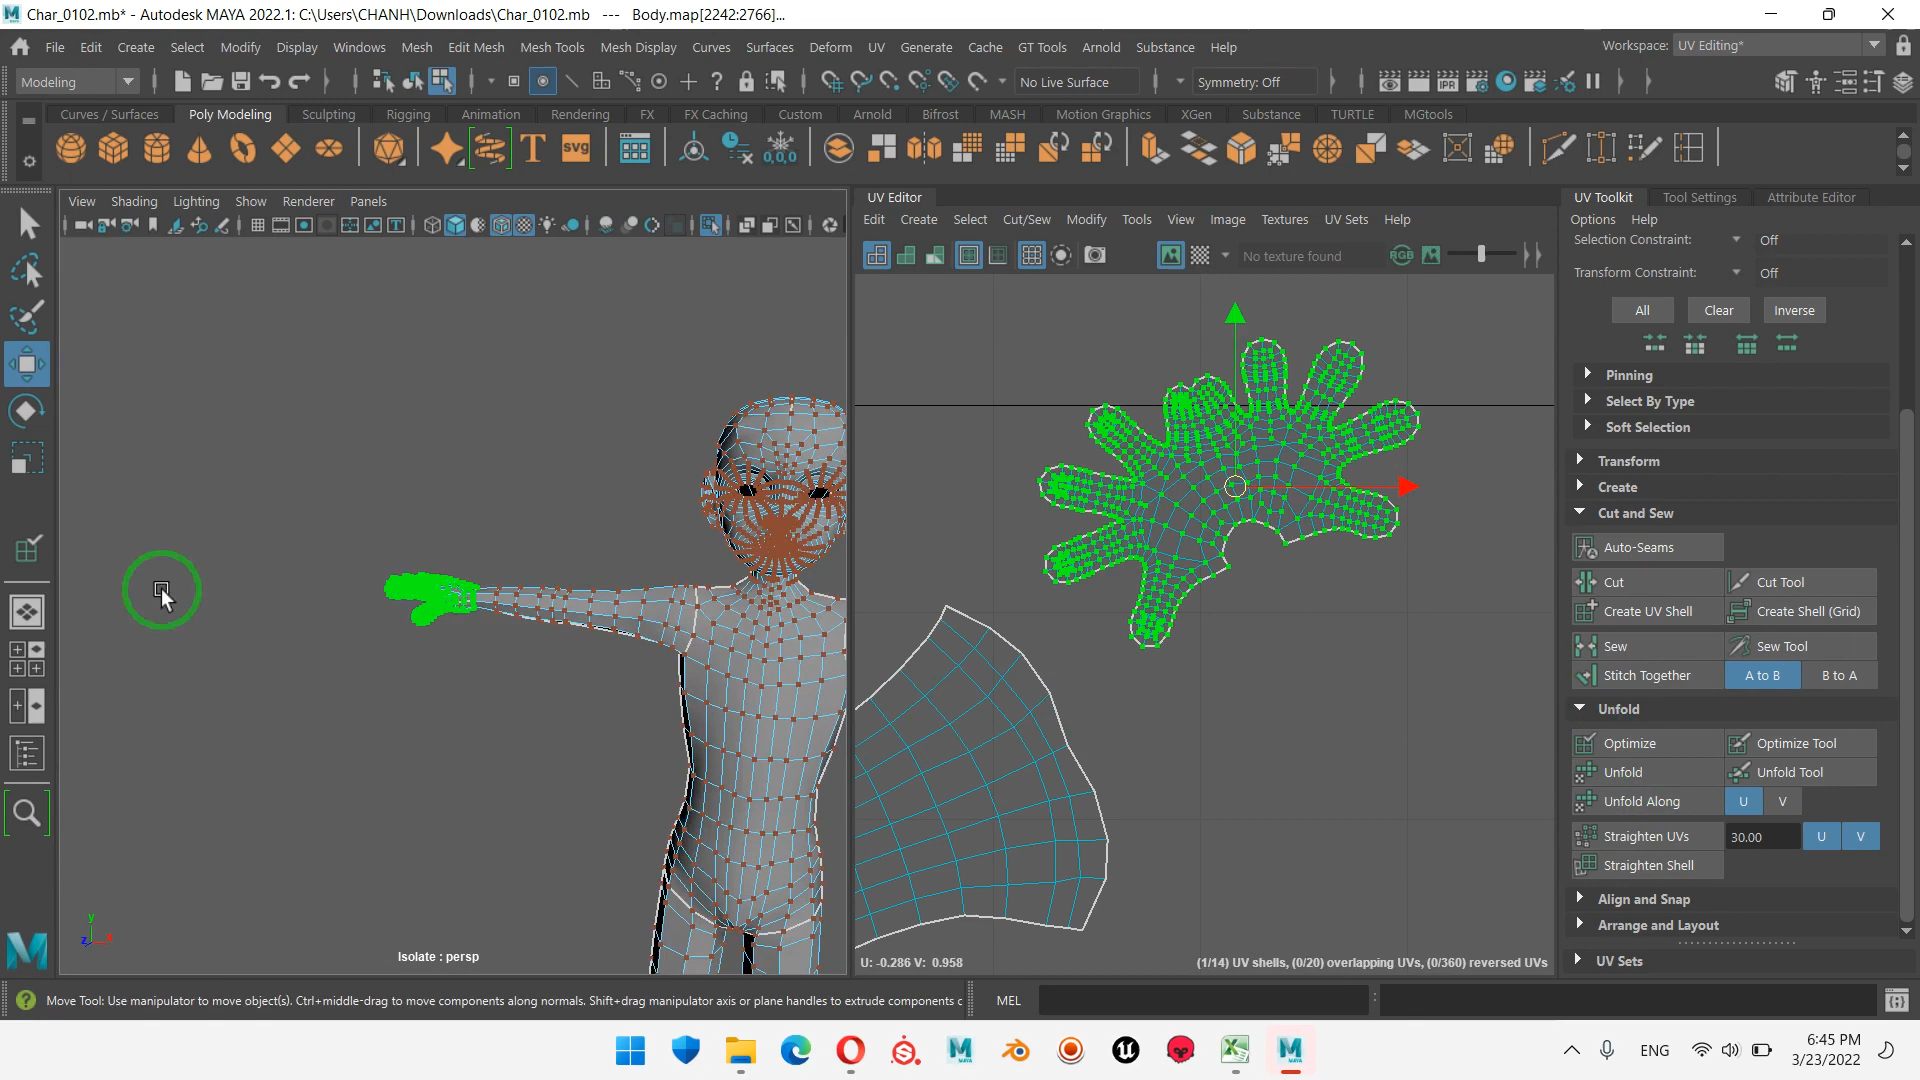 Char_0102.mb* - Autodesk MAYA 2022.1: C:\Users\CHANH\Downloads\Char_0102.mb --- Body.map[2242:2766]...
File Edit Create Select Modify Display Windows Mesh Edit Mesh Mesh Tools Mesh Display Curves Surfaces Deform UV Generate Cache GT Tools Arnold Substance Help
Workspace: UV Editing*
Modeling
No Live Surface
Symmetry: Off
IPR
Curves / Surfaces Poly Modeling Sculpting Rigging Animation Rendering FX FX Caching Custom Arnold Bifrost MASH Motion Graphics XGen Substance TURTLE MGtools
T svg 0,0,0
View Shading Lighting Show Renderer Panels
UV Editor
Edit Create Select Cut/Sew Modify Tools View Image Textures UV Sets Help
No texture found
RGB
UV Toolkit Tool Settings Attribute Editor
Options Help
Selection Constraint: Off
Transform Constraint: Off
All Clear Inverse
Pinning
Select By Type
Soft Selection
Transform
Create
Cut and Sew
Auto-Seams
Cut Cut Tool
Create UV Shell Create Shell (Grid)
Sew Sew Tool
Stitch Together A to B B to A
Unfold
Optimize Optimize Tool
Unfold Unfold Tool
Unfold Along U V
Straighten UVs 30.00 U V
Straighten Shell
Align and Snap
Arrange and Layout
UV Sets
y
z
Isolate : persp
U: -0.286 V: 0.958
(1/14) UV shells, (0/20) overlapping UVs, (0/360) reversed UVs
Move Tool: Use manipulator to move object(s). Ctrl+middle-drag to move components along normals. Shift+drag manipulator axis or plane handles to extrude components c
MEL
ENG
6:45 PM
3/23/2022